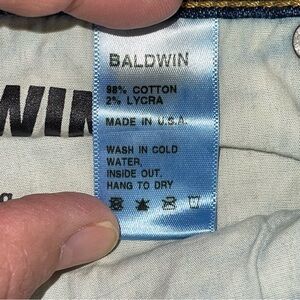 BALDWIN
98% COTTON
2% LYCRA
MADE IN U.S.A.
WASH IN COLD
WATER,
INSIDE OUT.
HANG TO DRY
WIN